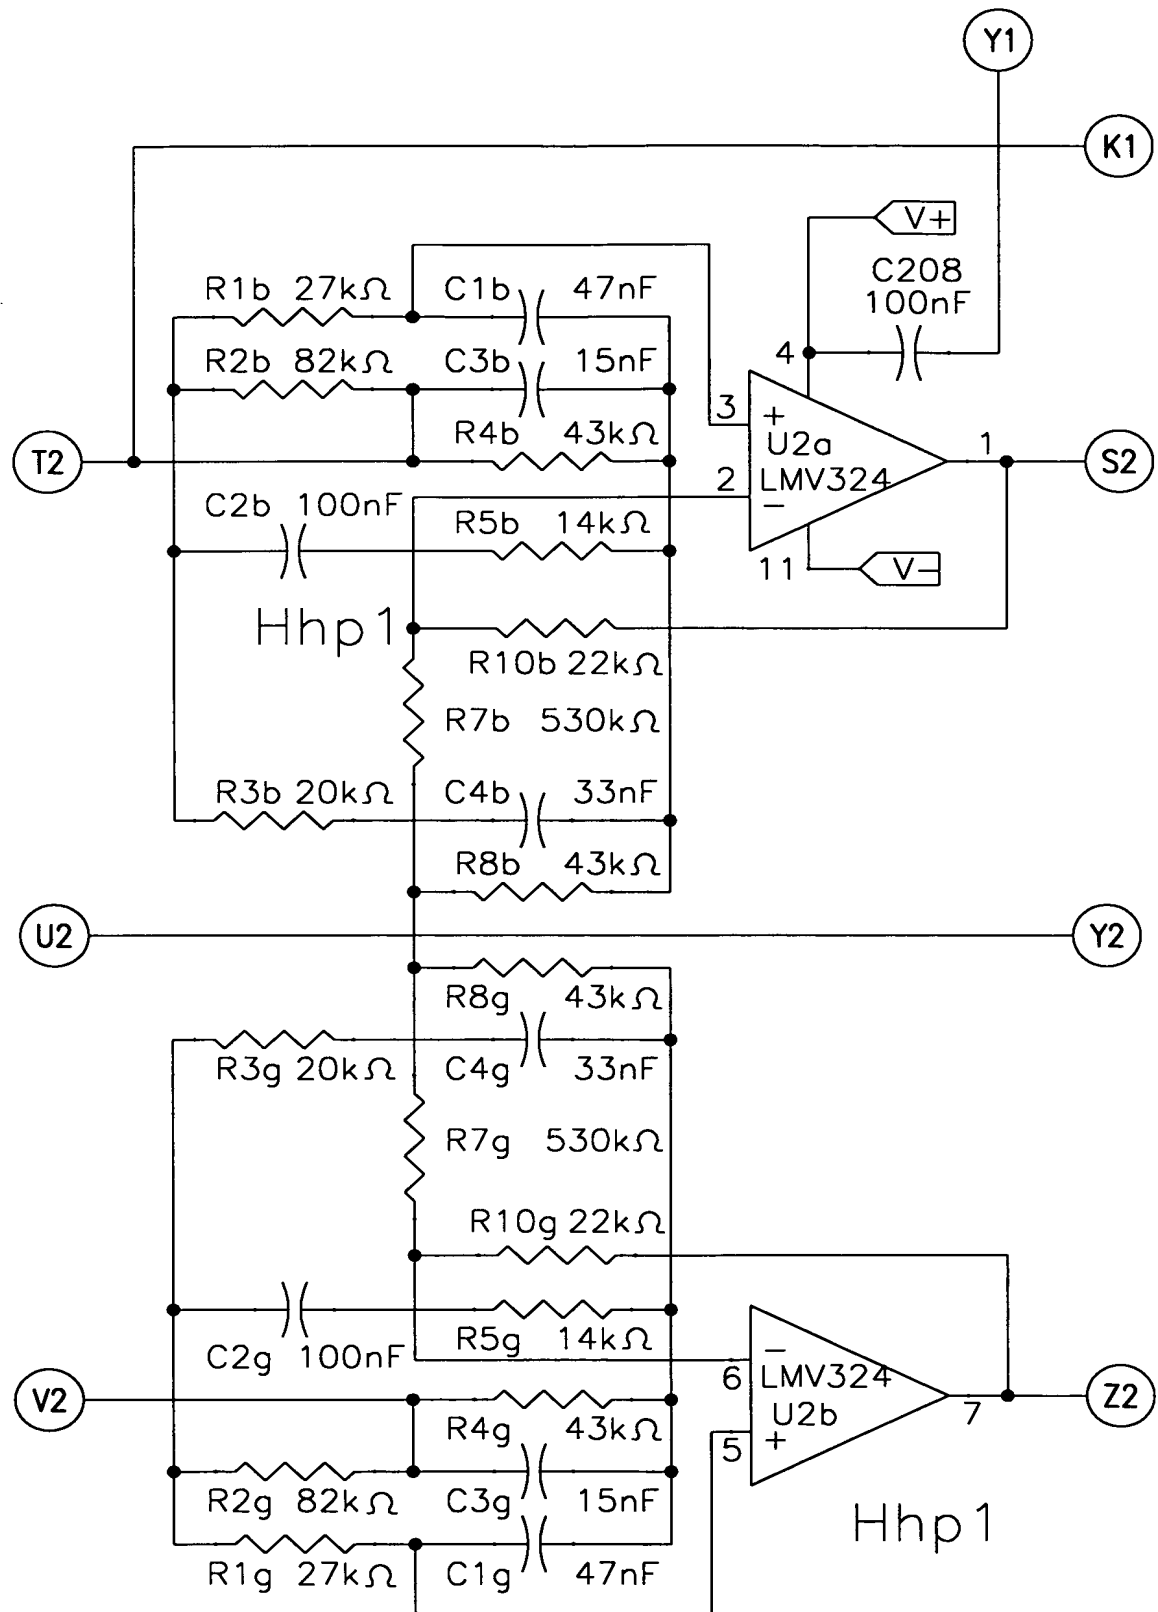 Y1
K1
V+
C208
100nF
R1b 27kΩ C1b 47nF
4
R2b 82kΩ C3b 15nF
3 +
R4b 43kΩ
U2a
1
T2
S2
2 LMV324
−
C2b 100nF R5b 14kΩ
11 V−
Hhp1
R10b 22kΩ
R7b 530kΩ
R3b 20kΩ C4b 33nF
R8b 43kΩ
U2
Y2
R8g 43kΩ
R3g 20kΩ C4g 33nF
R7g 530kΩ
R10g 22kΩ
R5g 14kΩ
C2g 100nF
−
6 LMV324
V2
Z2
R4g 43kΩ
U2b
7
5 +
R2g 82kΩ C3g 15nF
Hhp1
R1g 27kΩ C1g 47nF